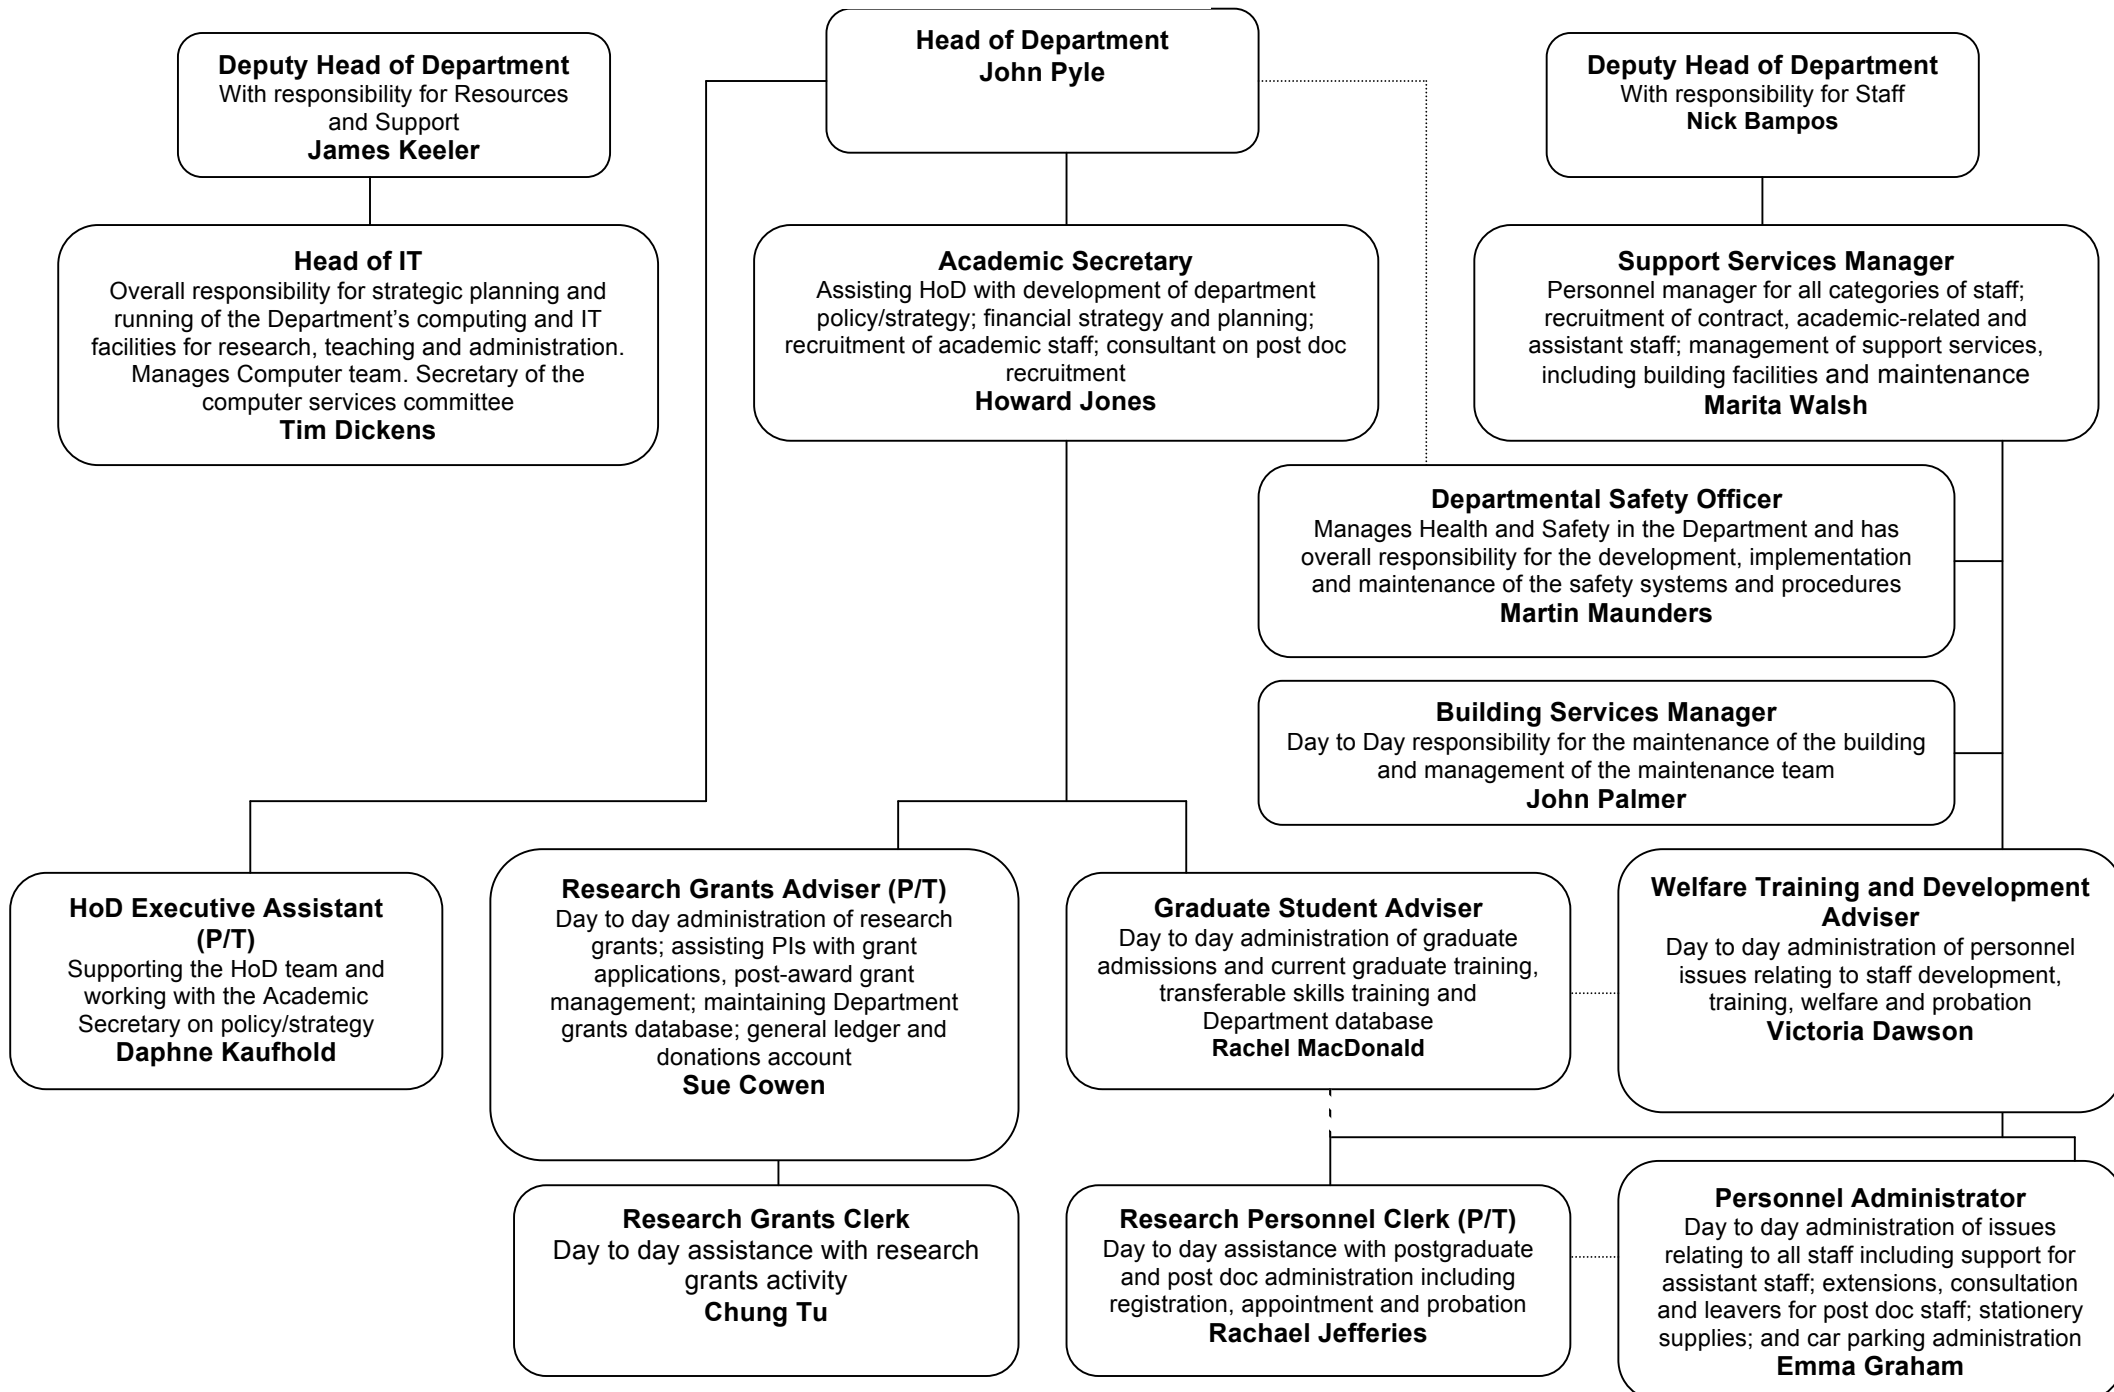 Head of Department
John Pyle
Deputy Head of Department
With responsibility for Resources
and Support
James Keeler
Deputy Head of Department
With responsibility for Staff
Nick Bampos
Head of IT
Overall responsibility for strategic planning and
running of the Department’s computing and IT
facilities for research, teaching and administration.
Manages Computer team. Secretary of the
computer services committee
Tim Dickens
Academic Secretary
Assisting HoD with development of department
policy/strategy; financial strategy and planning;
recruitment of academic staff; consultant on post doc
recruitment
Howard Jones
Support Services Manager
Personnel manager for all categories of staff;
recruitment of contract, academic-related and
assistant staff; management of support services,
including building facilities and maintenance
Marita Walsh
Departmental Safety Officer
Manages Health and Safety in the Department and has
overall responsibility for the development, implementation
and maintenance of the safety systems and procedures
Martin Maunders
Building Services Manager
Day to Day responsibility for the maintenance of the building
and management of the maintenance team
John Palmer
HoD Executive Assistant
(P/T)
Supporting the HoD team and
working with the Academic
Secretary on policy/strategy
Daphne Kaufhold
Research Grants Adviser (P/T)
Day to day administration of research
grants; assisting PIs with grant
applications, post-award grant
management; maintaining Department
grants database; general ledger and
donations account
Sue Cowen
Graduate Student Adviser
Day to day administration of graduate
admissions and current graduate training,
transferable skills training and
Department database
Rachel MacDonald
Welfare Training and Development
Adviser
Day to day administration of personnel
issues relating to staff development,
training, welfare and probation
Victoria Dawson
Research Grants Clerk
Day to day assistance with research
grants activity
Chung Tu
Research Personnel Clerk (P/T)
Day to day assistance with postgraduate
and post doc administration including
registration, appointment and probation
Rachael Jefferies
Personnel Administrator
Day to day administration of issues
relating to all staff including support for
assistant staff; extensions, consultation
and leavers for post doc staff; stationery
supplies; and car parking administration
Emma Graham